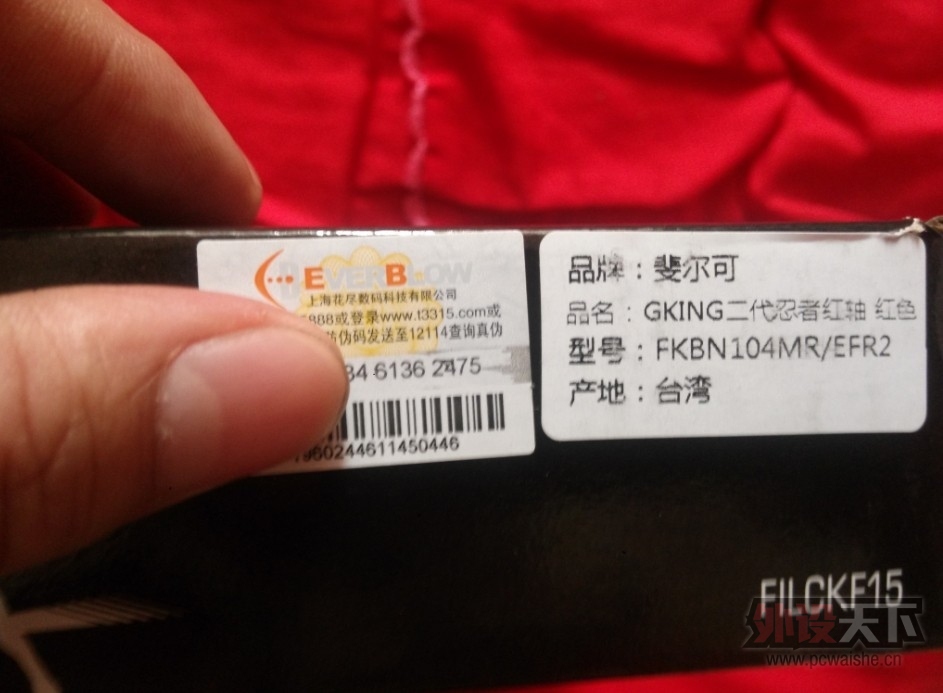 EVERB LOW
上海花尽数码科技有限公司
888或登录www.t3315.com或
防伪码发送至12114查询真伪
34 6136 2475
960244611450446
品牌：斐尔可
品名：GKING二代忍者红轴 红色
型号：FKBN104MR/EFR2
产地：台湾
FILCKF15
外设天下
www.pcwaishe.cn